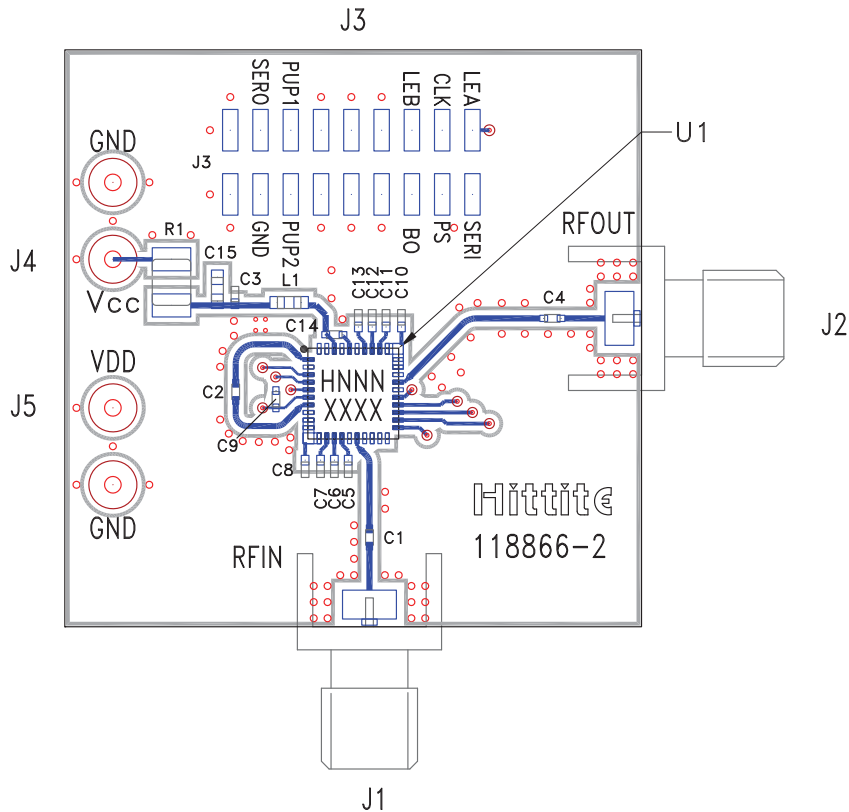 J3
SERO
PUP1
LEB
CLK
LEA
U1
GND
J3
GND
PUP2
BO
PS
SERI
RFOUT
J4
R1
C15
C3
L1
Vcc
C13
C12
C11
C10
C14
C4
J2
VDD
HNNN
XXXX
C2
J5
C9
C8
C7
C6
C5
GND
Hittite
118866-2
C1
RFIN
J1